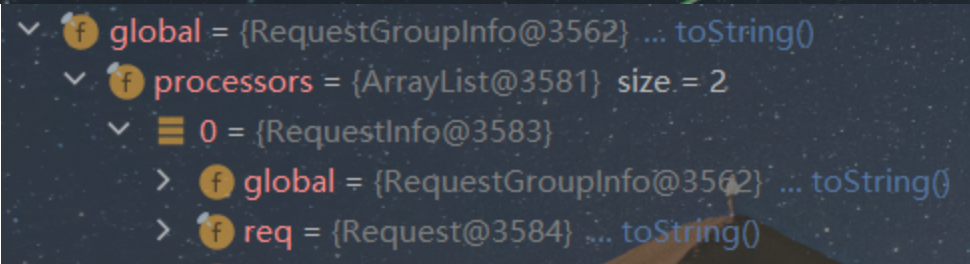 global = {RequestGroupInfo@3562} ... toString()
processors = {ArrayList@3581} size = 2
0 = {RequestInfo@3583}
global = {RequestGroupInfo@3562} ... toString()
req = {Request@3584} ... toString()